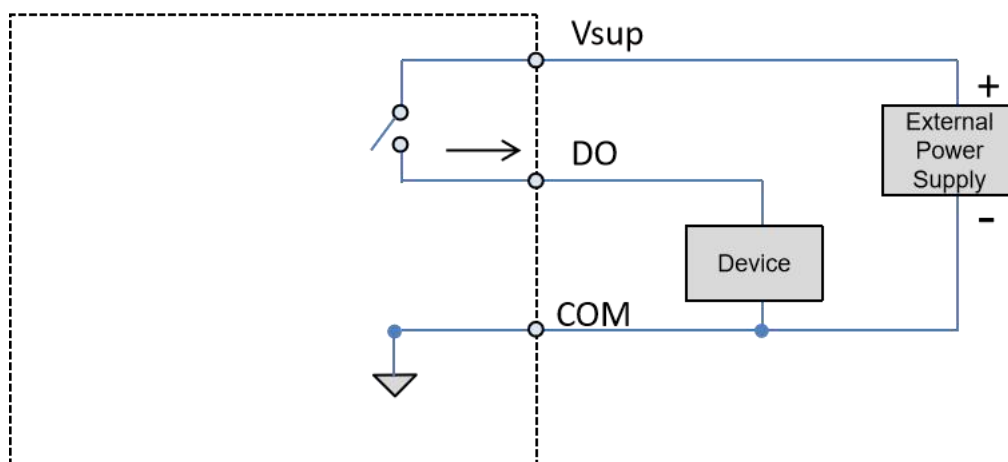 Vsup
+
External
Power
Supply
DO
-
Device
COM